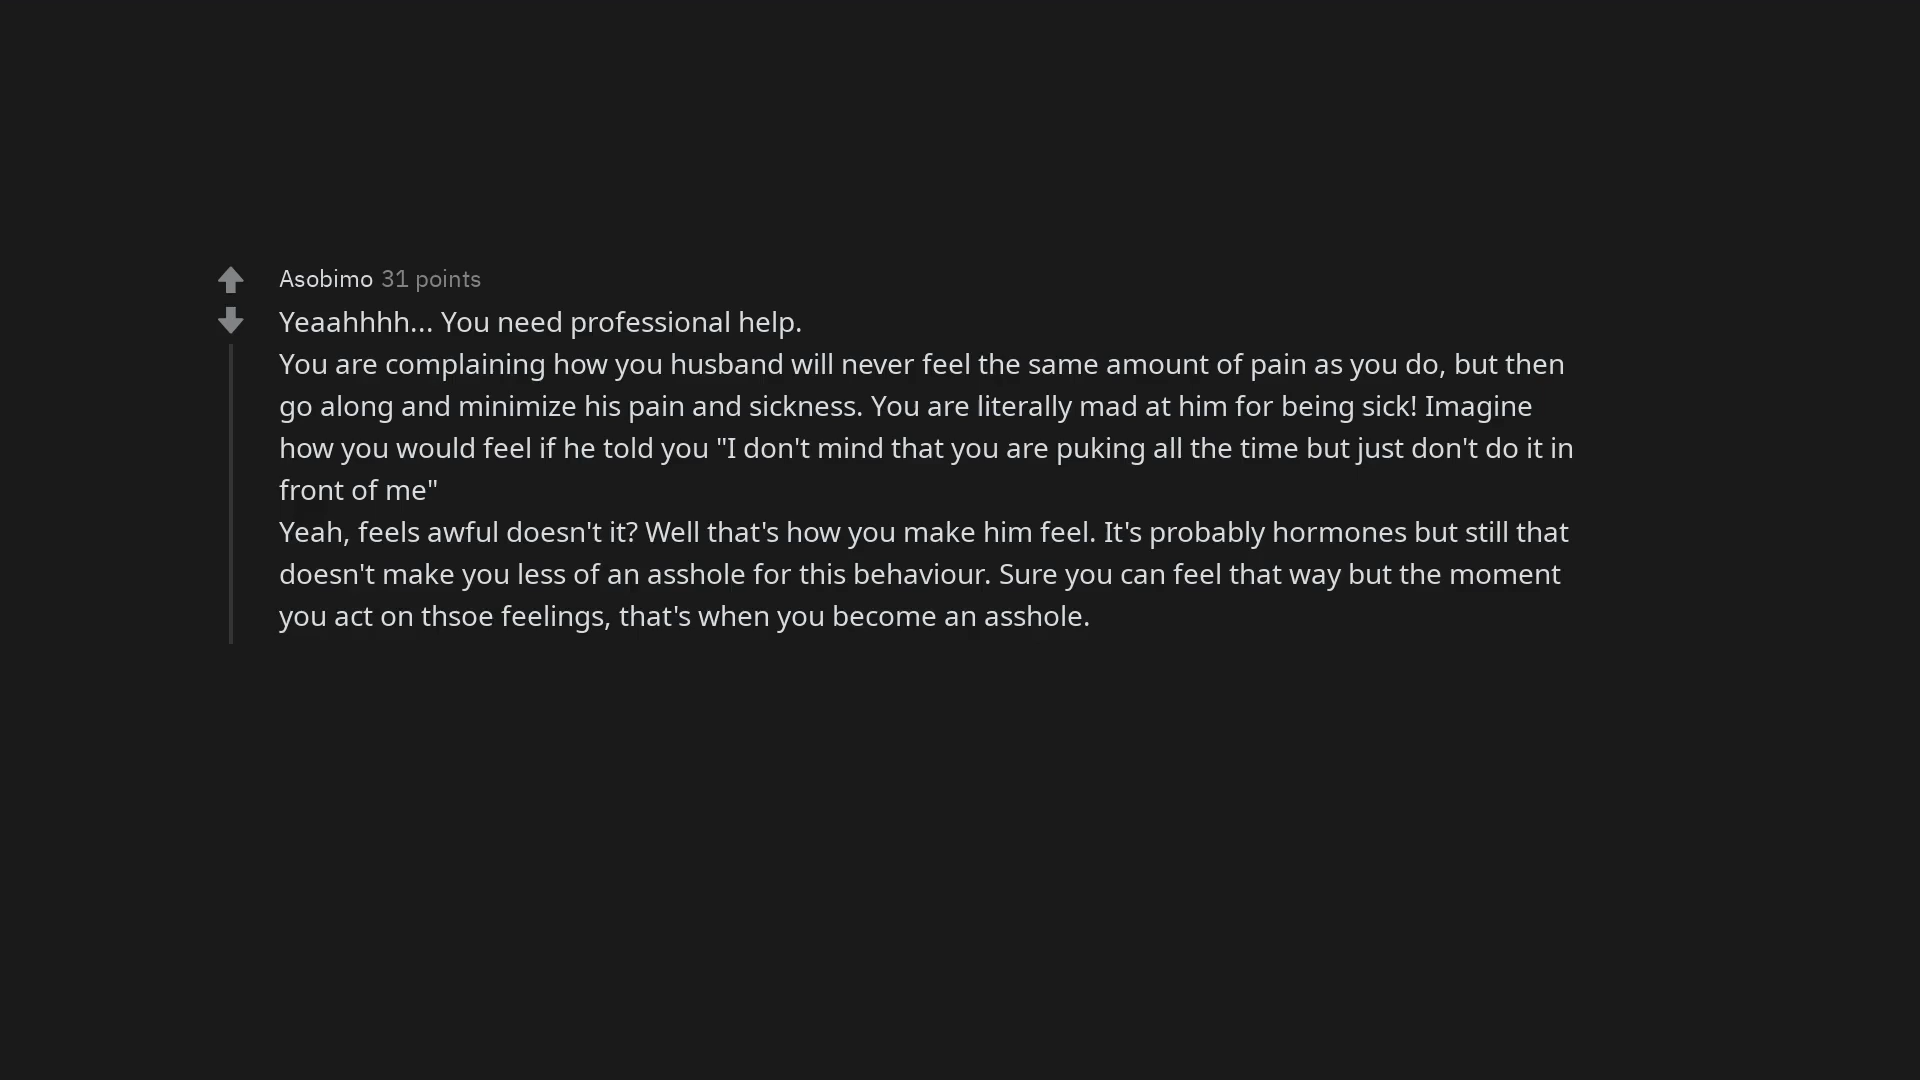 Asobimo 31 points
Yeaahhhh... You need professional help.
You are complaining how you husband will never feel the same amount of pain as you do, but then
go along and minimize his pain and sickness. You are literally mad at him for being sick! Imagine
how you would feel if he told you "I don't mind that you are puking all the time but just don't do it in
front of me"
Yeah, feels awful doesn't it? Well that's how you make him feel. It's probably hormones but still that
doesn't make you less of an asshole for this behaviour. Sure you can feel that way but the moment
you act on thsoe feelings, that's when you become an asshole.